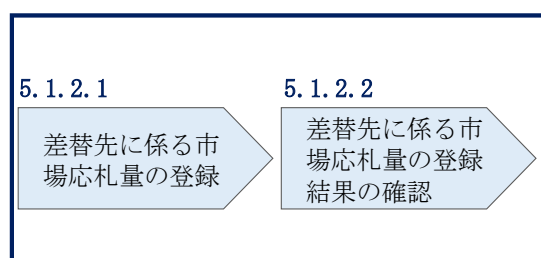 5.1.2.1
差替先に係る市
場応札量の登録
5.1.2.2
差替先に係る市
場応札量の登録
結果の確認